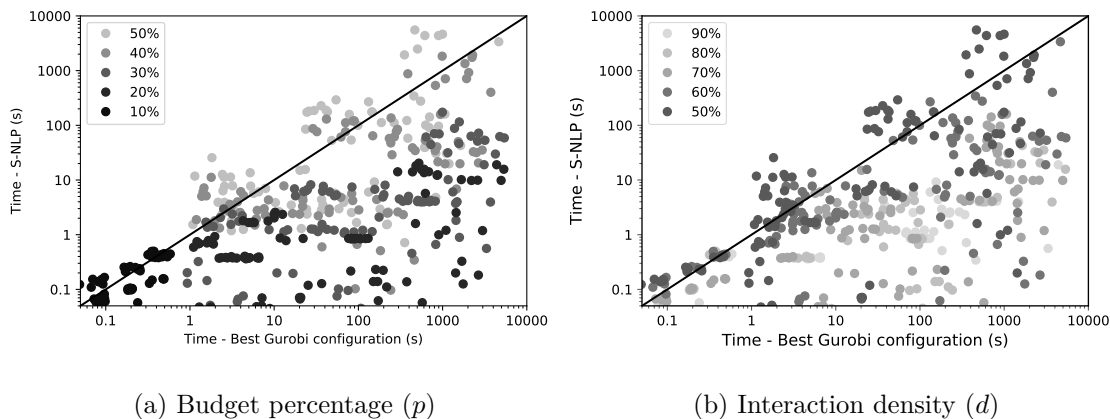 10000
1000
100
10
1
0.1
Time - S-NLP (s)
50%
40%
30%
20%
10%
0.1 1 10 100 1000 10000
Time - Best Gurobi configuration (s)
(a) Budget percentage (p)
10000
1000
100
10
1
0.1
Time - S-NLP (s)
90%
80%
70%
60%
50%
0.1 1 10 100 1000 10000
Time - Best Gurobi configuration (s)
(b) Interaction density (d)